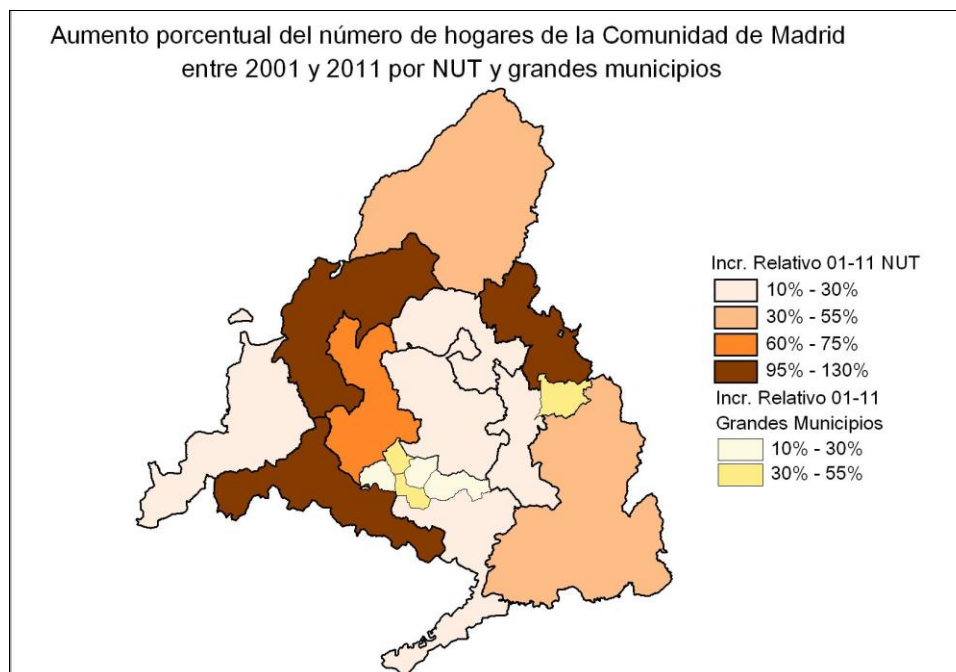 Aumento porcentual del número de hogares de la Comunidad de Madrid
entre 2001 y 2011 por NUT y grandes municipios
Incr. Relativo 01-11 NUT
10% - 30%
30% - 55%
60% - 75%
95% - 130%
Incr. Relativo 01-11
Grandes Municipios
10% - 30%
30% - 55%